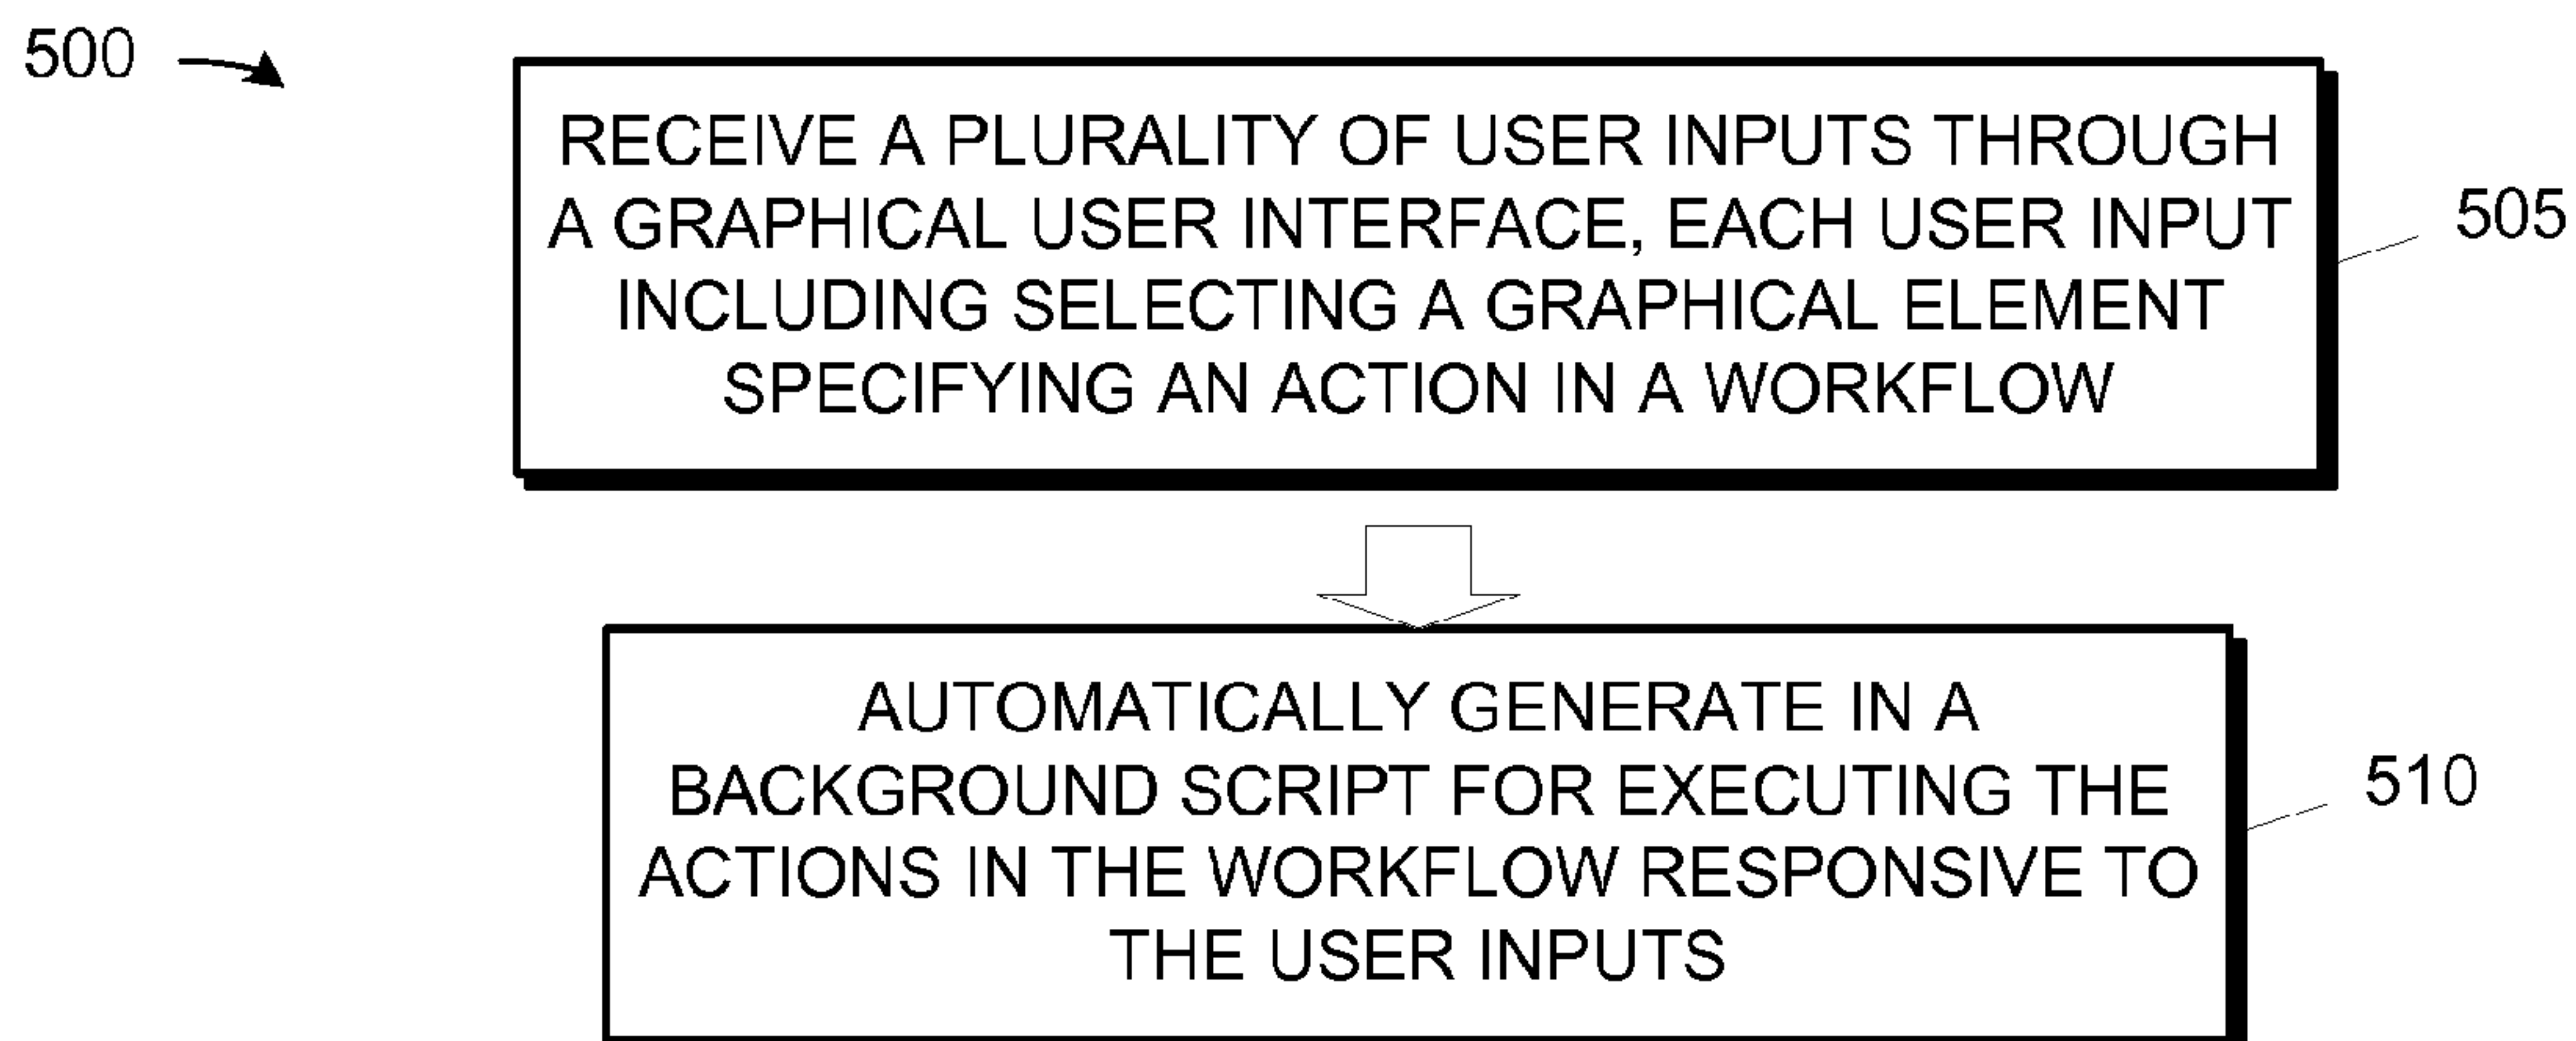 500
RECEIVE A PLURALITY OF USER INPUTS THROUGH
A GRAPHICAL USER INTERFACE, EACH USER INPUT
INCLUDING SELECTING A GRAPHICAL ELEMENT
SPECIFYING AN ACTION IN A WORKFLOW
505
AUTOMATICALLY GENERATE IN A
BACKGROUND SCRIPT FOR EXECUTING THE
ACTIONS IN THE WORKFLOW RESPONSIVE TO
THE USER INPUTS
510